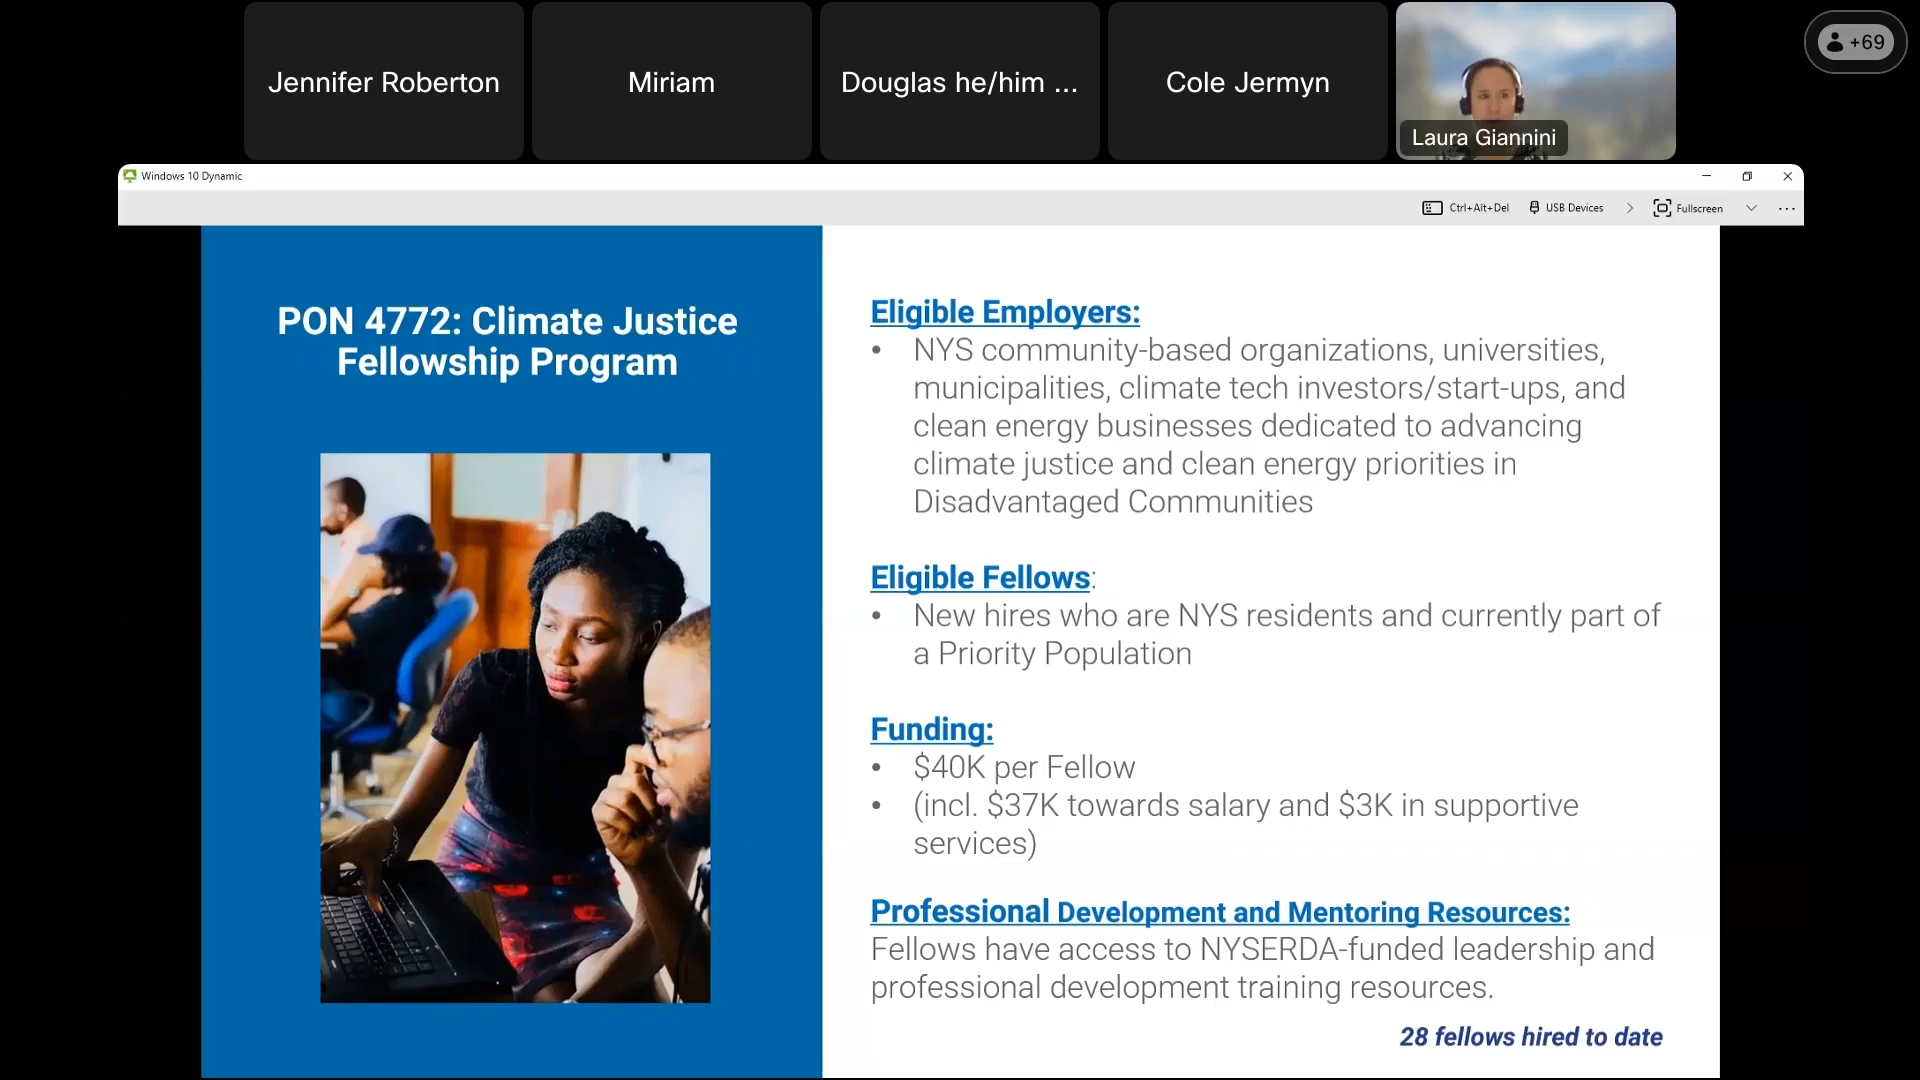 Jennifer Roberton
Miriam
Douglas he/him ...
Cole Jermyn
Laura Giannini
+69
Windows 10 Dynamic
Ctrl+Alt+Del
USB Devices
Fullscreen
PON 4772: Climate Justice
Fellowship Program
Eligible Employers:
• NYS community-based organizations, universities,
municipalities, climate tech investors/start-ups, and
clean energy businesses dedicated to advancing
climate justice and clean energy priorities in
Disadvantaged Communities
Eligible Fellows:
• New hires who are NYS residents and currently part of
a Priority Population
Funding:
• $40K per Fellow
• (incl. $37K towards salary and $3K in supportive
services)
Professional Development and Mentoring Resources:
Fellows have access to NYSERDA-funded leadership and
professional development training resources.
28 fellows hired to date